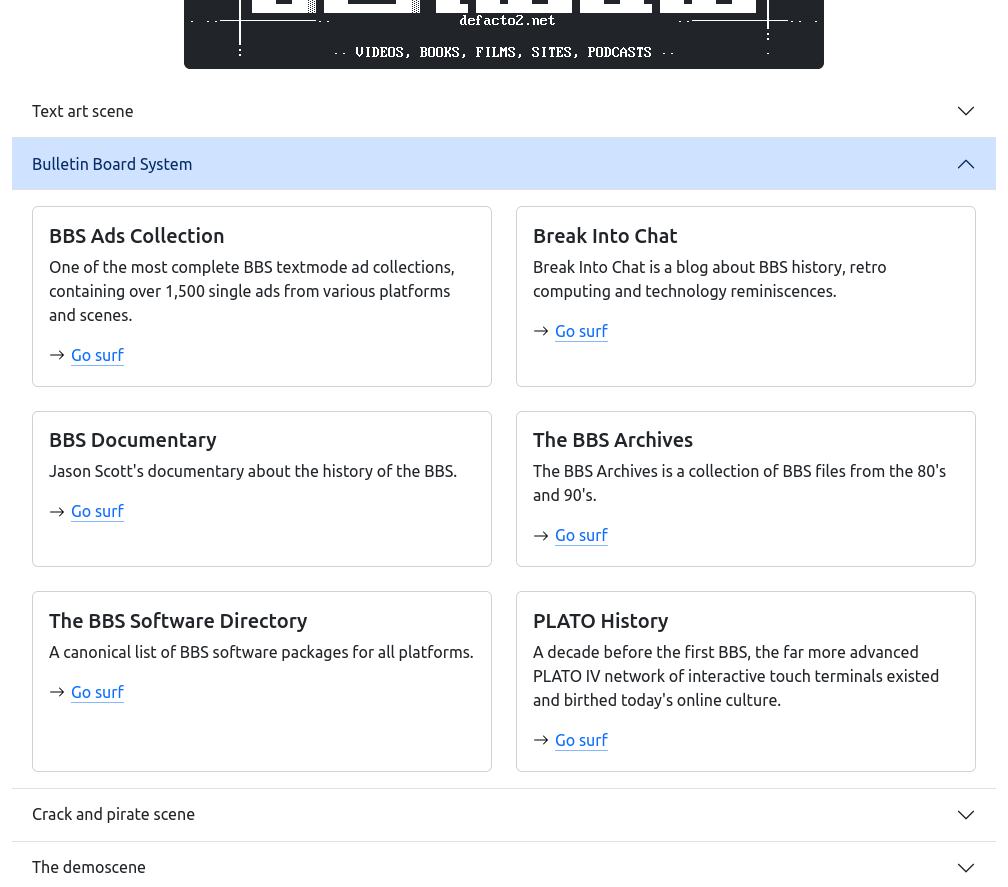 defacto2.net
VIDEOS, BOOKS, FILMS, SITES, PODCASTS
Text art scene
Bulletin Board System
BBS Ads Collection
One of the most complete BBS textmode ad collections,
containing over 1,500 single ads from various platforms
and scenes.
→ Go surf
Break Into Chat
Break Into Chat is a blog about BBS history, retro
computing and technology reminiscences.
→ Go surf
BBS Documentary
Jason Scott's documentary about the history of the BBS.
→ Go surf
The BBS Archives
The BBS Archives is a collection of BBS files from the 80's
and 90's.
→ Go surf
The BBS Software Directory
A canonical list of BBS software packages for all platforms.
→ Go surf
PLATO History
A decade before the first BBS, the far more advanced
PLATO IV network of interactive touch terminals existed
and birthed today's online culture.
→ Go surf
Crack and pirate scene
The demoscene